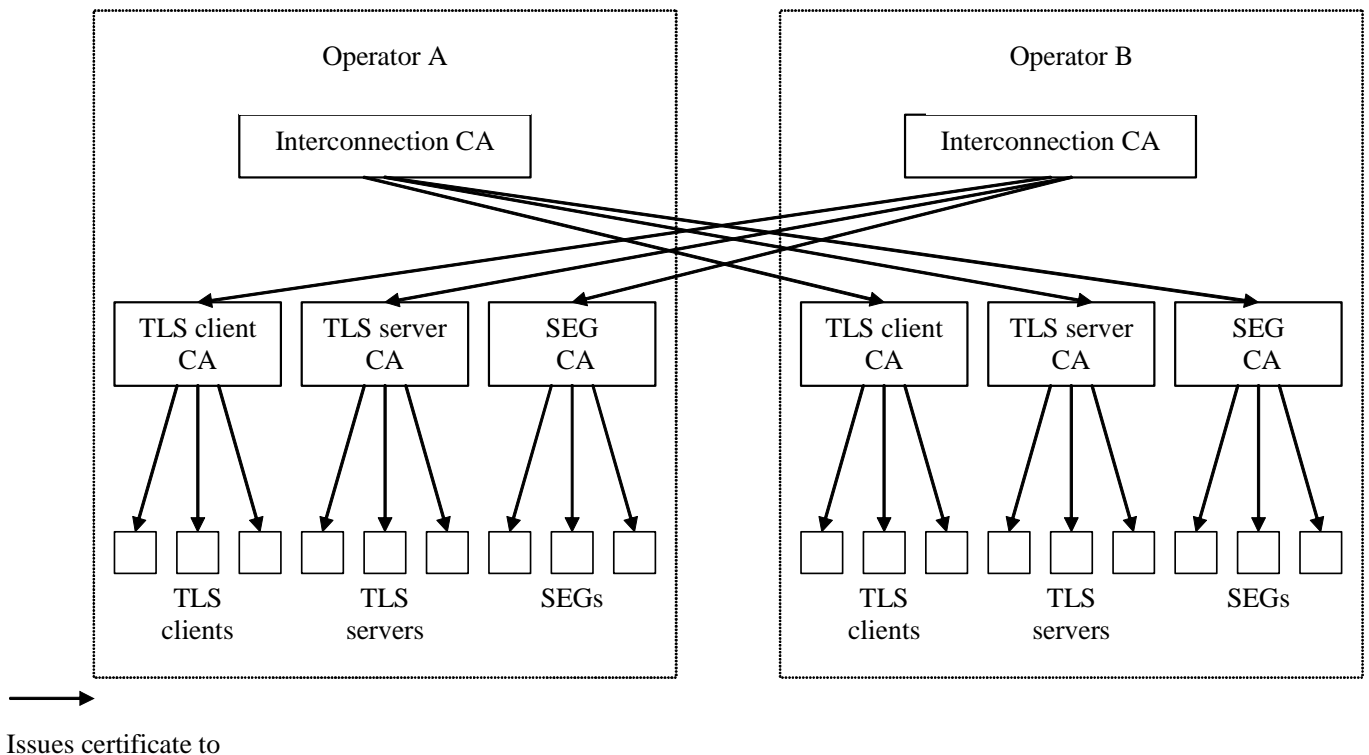 Operator A
Operator B
Interconnection CA
Interconnection CA
TLS client
CA
TLS server
CA
SEG
CA
TLS client
CA
TLS server
CA
SEG
CA
TLS
clients
TLS
servers
SEGs
TLS
clients
TLS
servers
SEGs
Issues certificate to